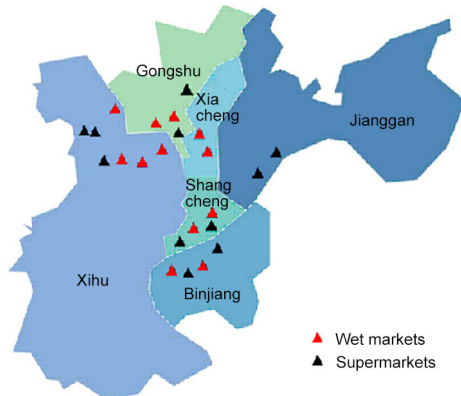 Gongshu
Xia
cheng
Jianggan
Shang
cheng
Xihu
Binjiang
Wet markets
Supermarkets